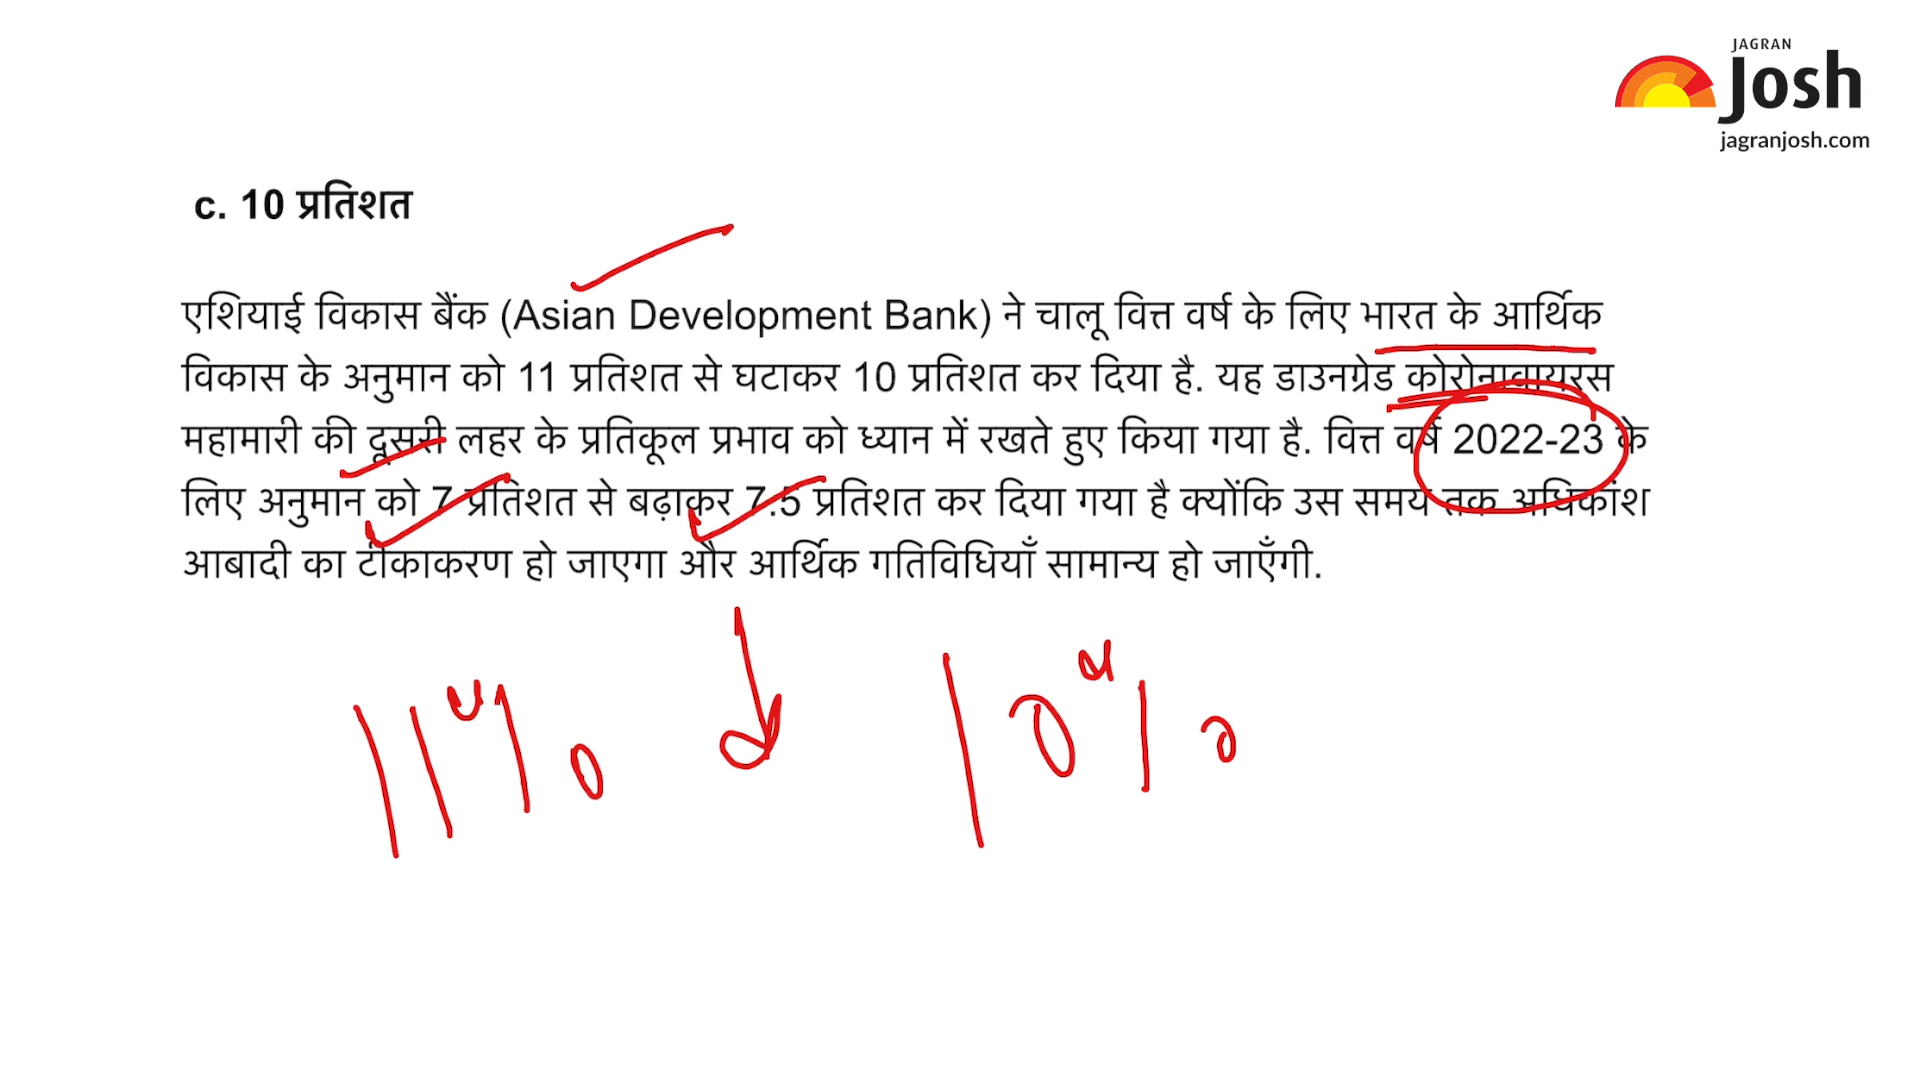 JAGRAN
Josh
jagranjosh.com
c. 10 प्रतिशत
एशियाई विकास बैंक (Asian Development Bank) ने चालू वित्त वर्ष के लिए भारत के आर्थिक
विकास के अनुमान को 11 प्रतिशत से घटाकर 10 प्रतिशत कर दिया है. यह डाउनग्रेड कोरोनावायरस
महामारी की दूसरी लहर के प्रतिकूल प्रभाव को ध्यान में रखते हुए किया गया है. वित्त वर्ष 2022-23 के
लिए अनुमान को 7 प्रतिशत से बढ़ाकर 7.5 प्रतिशत कर दिया गया है क्योंकि उस समय तक अधिकांश
आबादी का टीकाकरण हो जाएगा और आर्थिक गतिविधियाँ सामान्य हो जाएँगी.
11% 10%